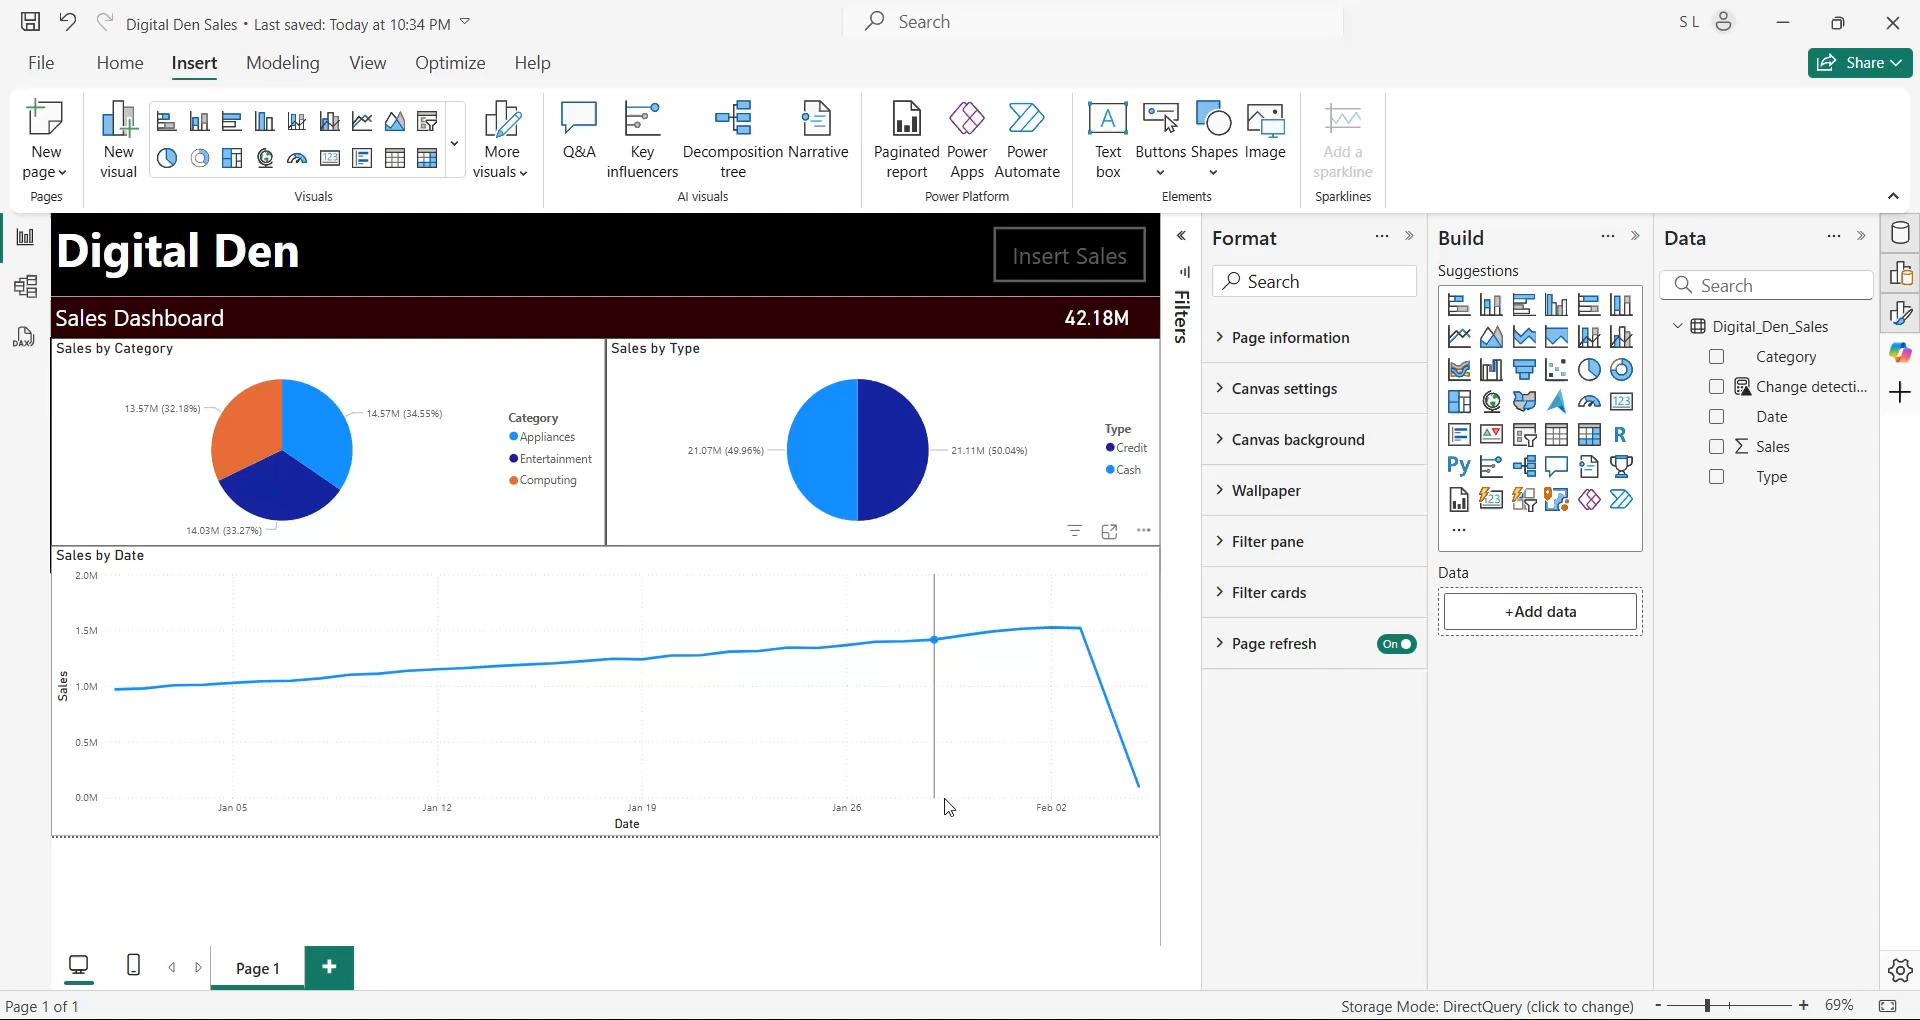 Digital Den Sales • Last saved: Today at 10:34 PM
Search
S L
File
Home
Insert
Modeling
View
Optimize
Help
Share
New
page
Pages
New
visual
More
visuals
Visuals
Q&A
Key
influencers
Decomposition
tree
Narrative
AI visuals
Paginated
report
Power
Apps
Power
Automate
Power Platform
Text
box
Buttons
Shapes
Image
Elements
Add a
sparkline
Sparklines
Digital Den
Insert Sales
Sales Dashboard
42.18M
Sales by Category
13.57M (32.18%)
14.57M (34.55%)
14.03M (33.27%)
Category
Appliances
Entertainment
Computing
Sales by Type
21.07M (49.96%)
21.11M (50.04%)
Type
Credit
Cash
Sales by Date
2.0M
1.5M
1.0M
0.5M
0.0M
Sales
Jan 05
Jan 12
Jan 19
Jan 26
Feb 02
Date
Filters
Format
Search
Page information
Canvas settings
Canvas background
Wallpaper
Filter pane
Filter cards
Page refresh
On
Build
Suggestions
123
R
Py
123
Data
+Add data
Data
Search
Digital_Den_Sales
Category
Change detecti...
Date
Σ Sales
Type
DAX
Page 1
Page 1 of 1
Storage Mode: DirectQuery (click to change)
69%